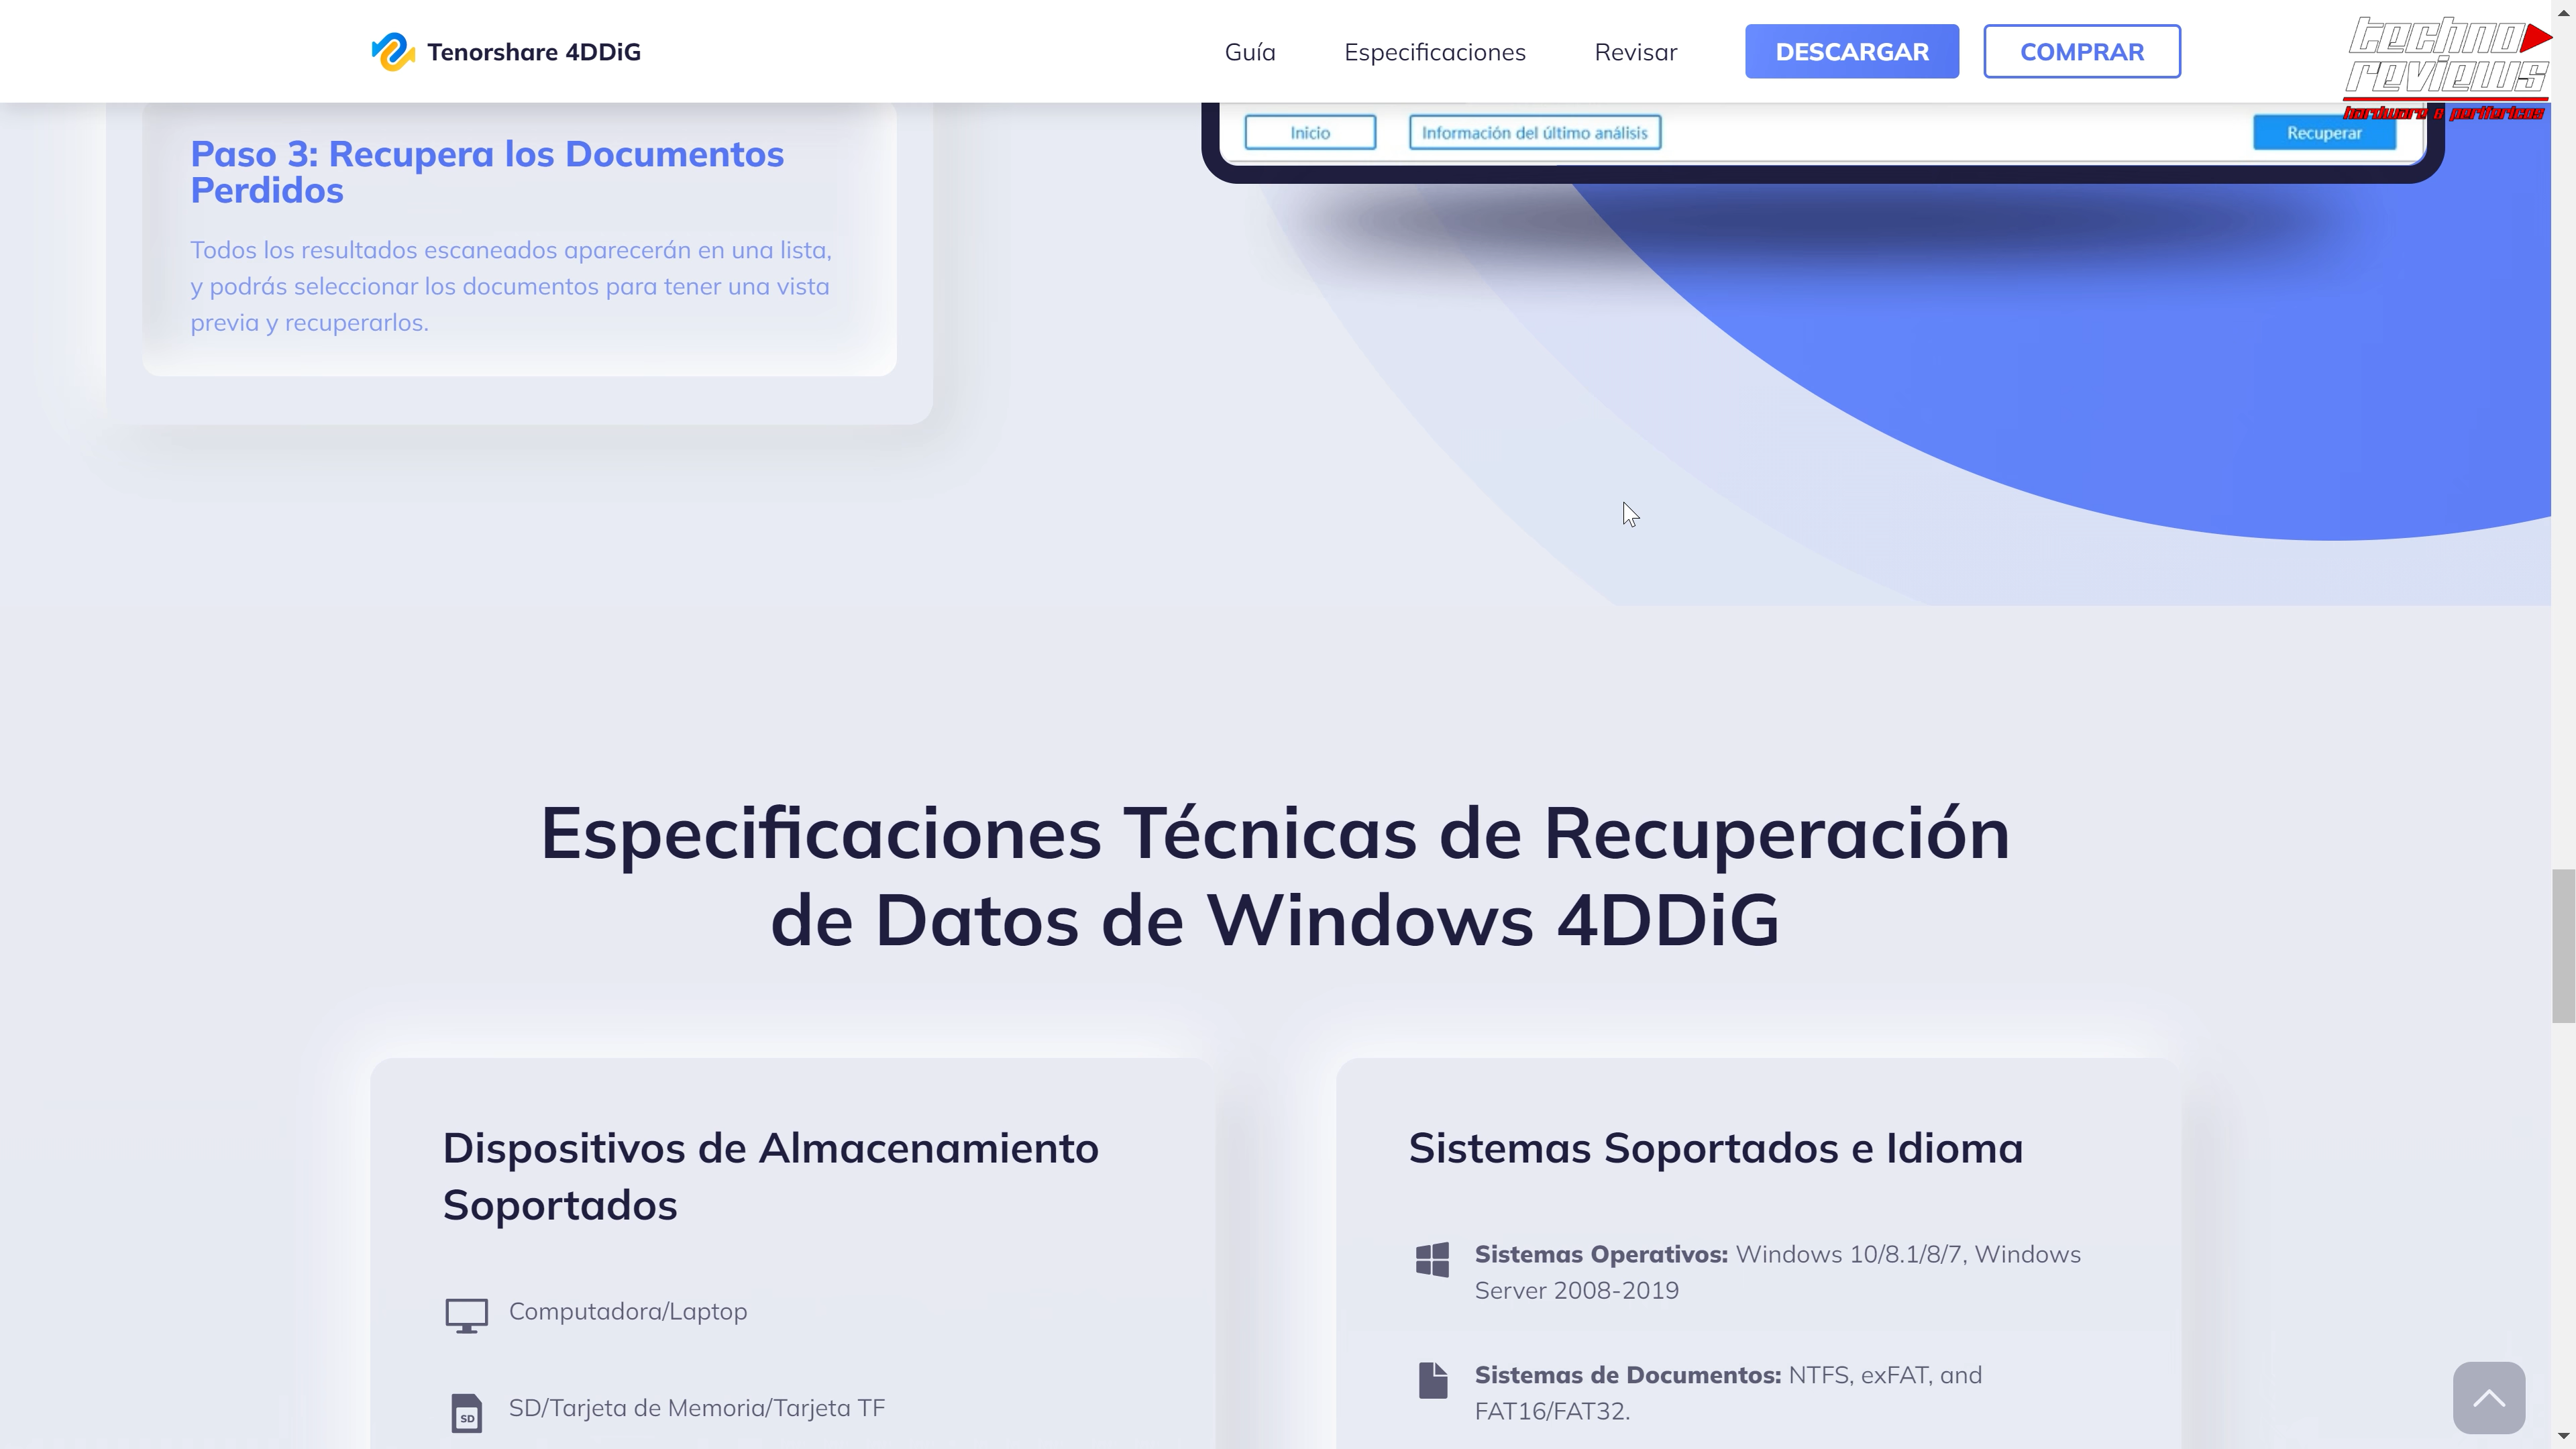 Tenorshare 4DDiG
Guía
Especificaciones
Revisar
DESCARGAR
COMPRAR
techno
reviews
hardware & perifericos
Inicio
Información del último análisis
Recuperar
Paso 3: Recupera los Documentos
Perdidos
Todos los resultados escaneados aparecerán en una lista,
y podrás seleccionar los documentos para tener una vista
previa y recuperarlos.
Especificaciones Técnicas de Recuperación
de Datos de Windows 4DDiG
Dispositivos de Almacenamiento
Soportados
Computadora/Laptop
SD
SD/Tarjeta de Memoria/Tarjeta TF
Sistemas Soportados e Idioma
Sistemas Operativos: Windows 10/8.1/8/7, Windows
Server 2008-2019
Sistemas de Documentos: NTFS, exFAT, and
FAT16/FAT32.